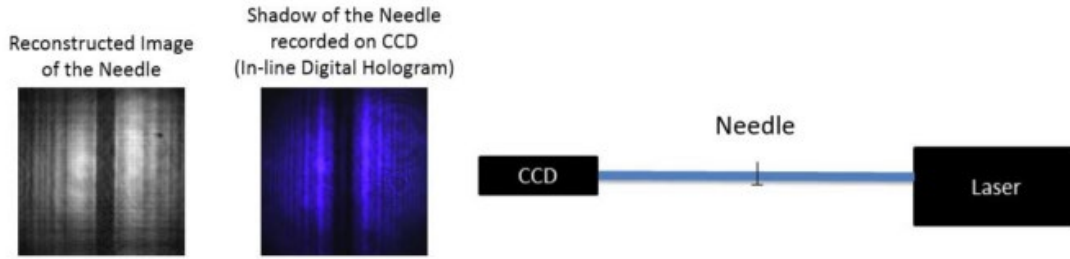 Reconstructed Image
of the Needle
Shadow of the Needle
recorded on CCD
(In-line Digital Hologram)
Needle
CCD
Laser